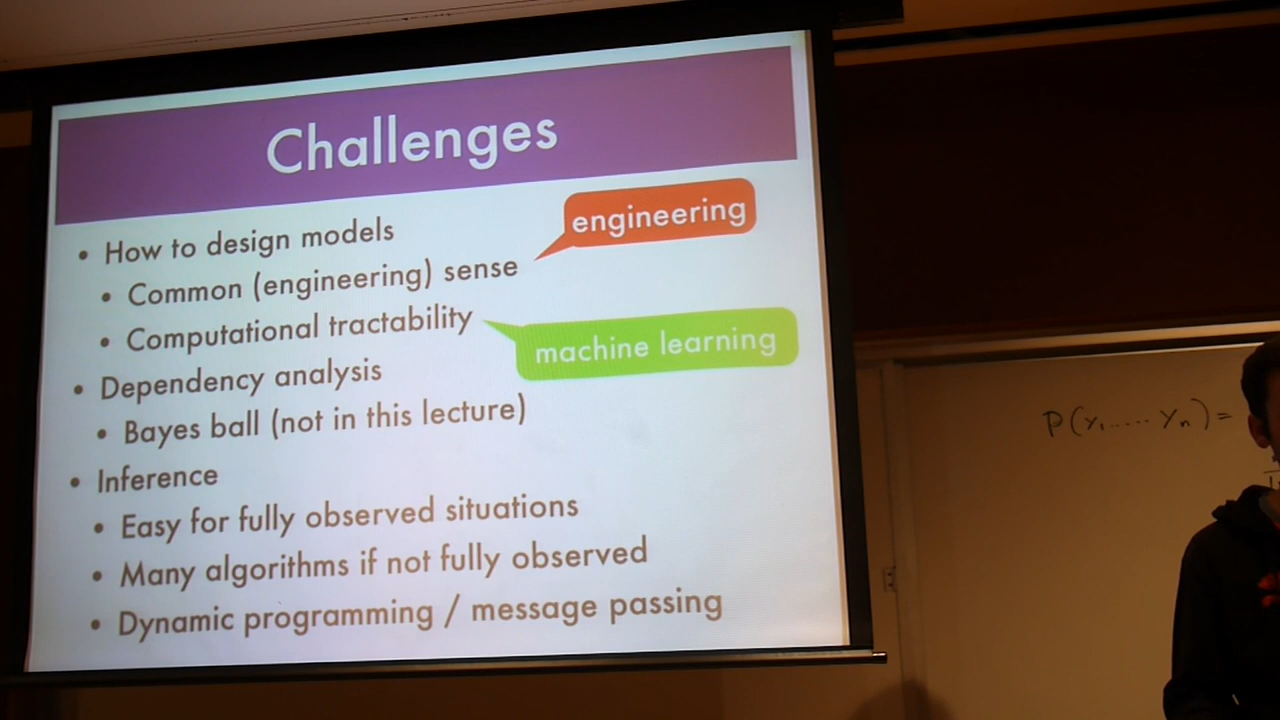 Challenges
engineering
• How to design models
• Common (engineering) sense
• Computational tractability
machine learning
• Dependency analysis
• Bayes ball (not in this lecture)
• Inference
• Easy for fully observed situations
• Many algorithms if not fully observed
• Dynamic programming / message passing
P(y₁, .... yₙ) =